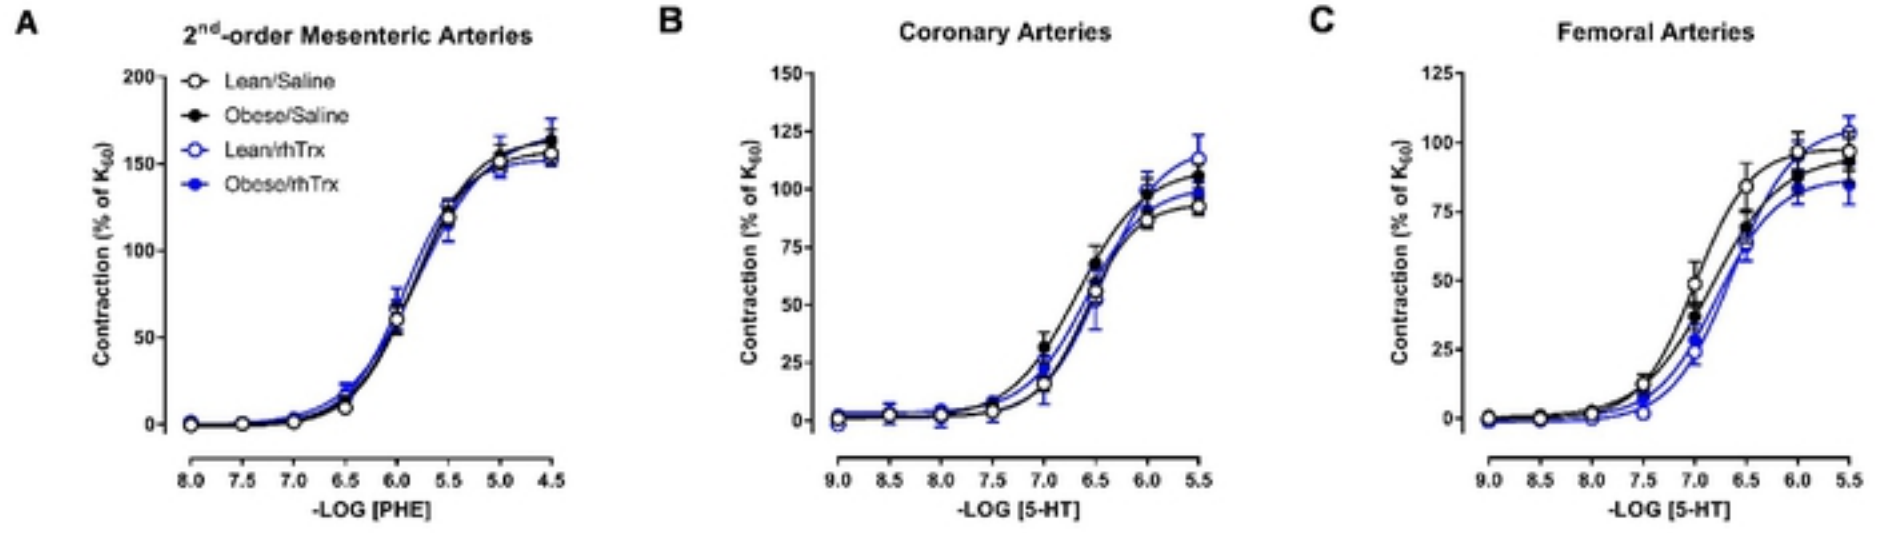 A
2nd-order Mesenteric Arteries
200
150
100
50
0
Contraction (% of K60)
Lean/Saline
Obese/Saline
Lean/rhTrx
Obese/rhTrx
8.0 7.5 7.0 6.5 6.0 5.5 5.0 4.5
-LOG [PHE]
B
Coronary Arteries
150
125
100
75
50
25
0
Contraction (% of K60)
9.0 8.5 8.0 7.5 7.0 6.5 6.0 5.5
-LOG [5-HT]
C
Femoral Arteries
125
100
75
50
25
0
Contraction (% of K60)
9.0 8.5 8.0 7.5 7.0 6.5 6.0 5.5
-LOG [5-HT]